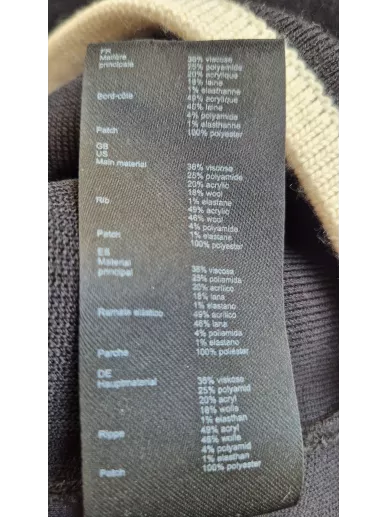 FR
Matière principale 36% viscose
25% polyamide
20% acrylique
18% laine
1% élasthanne
Bord-côte 49% acrylique
46% laine
4% polyamide
1% élasthanne
Patch 100% polyester
GB
US
Main material 36% viscose
25% polyamide
20% acrylic
18% wool
1% elastane
Rib 49% acrylic
46% wool
4% polyamide
1% elastane
Patch 100% polyester
ES
Material principal 36% viscosa
25% poliamida
20% acrílico
18% lana
1% elastano
Remate elástico 49% acrílico
46% lana
4% poliamida
1% elastano
Parche 100% poliéster
DE
Hauptmaterial 36% viskose
25% polyamid
20% acryl
18% wolle
1% elasthan
Rippe 49% acryl
46% wolle
4% polyamid
1% elasthan
Patch 100% polyester